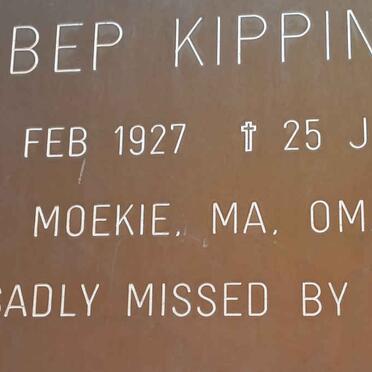 BEP KIPPIN
FEB 1927 ✝ 25 J
MOEKIE, MA, OM
SADLY MISSED BY